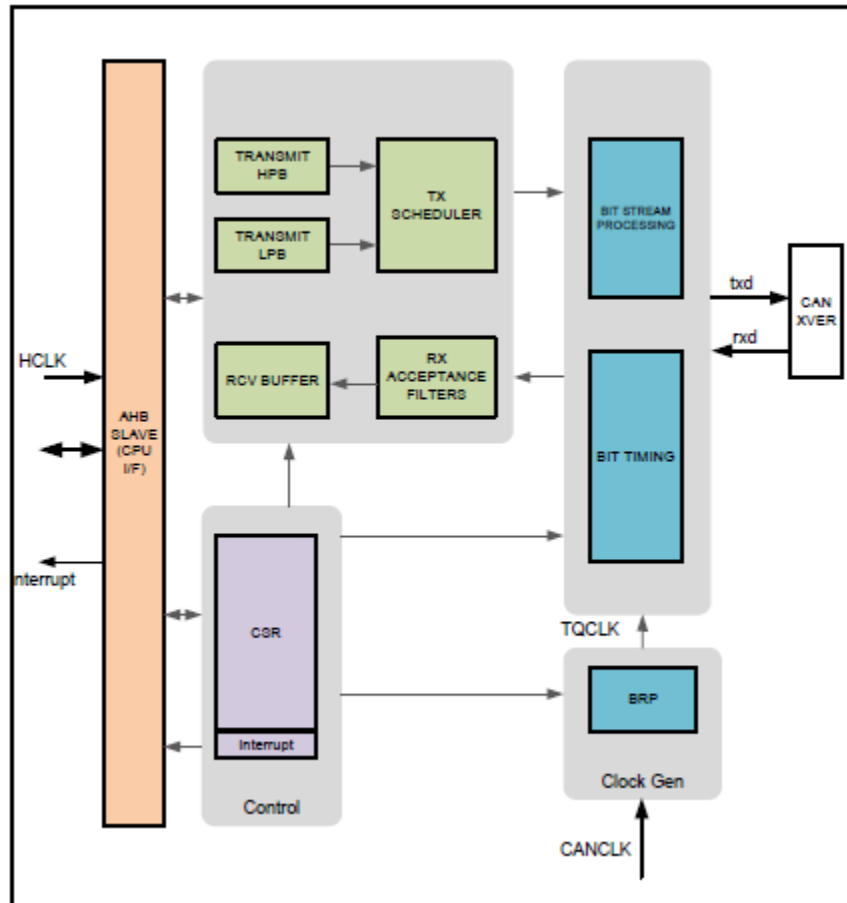 TRANSMIT
HPB
TX
SCHEDULER
TRANSMIT
LPB
BIT STREAM
PROCESSING
txd
CAN
XVER
rxd
HCLK
RCV BUFFER
RX
ACCEPTANCE
FILTERS
AHB
SLAVE
(CPU
I/F)
BIT TIMING
nterrupt
CSR
TQCLK
BRP
Interrupt
Control
Clock Gen
CANCLK